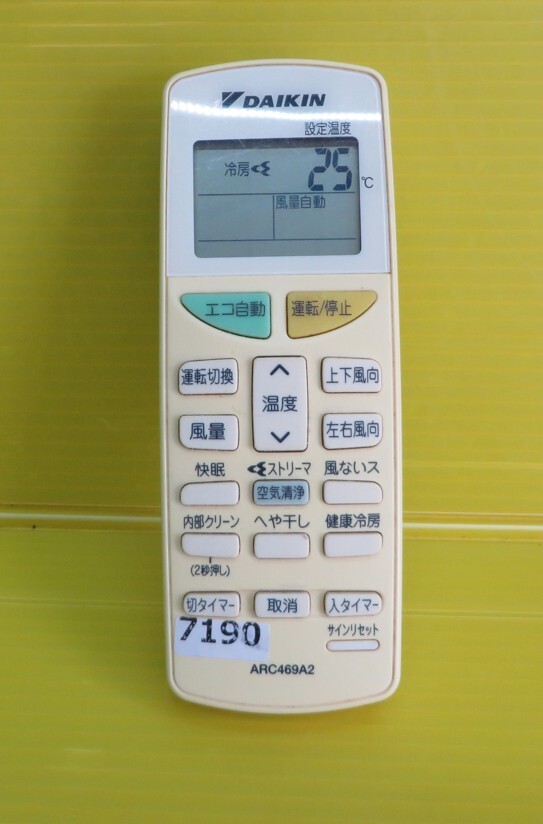 DAIKIN
設定温度
冷房 25 ℃
風量自動
エコ自動 運転/停止
運転切換 上下風向
温度
風量 左右風向
快眠 ストリーマ 風ないス
空気清浄
内部クリーン へや干し 健康冷房
(2秒押し)
切タイマー 取消 入タイマー
7190 サインリセット
ARC469A2